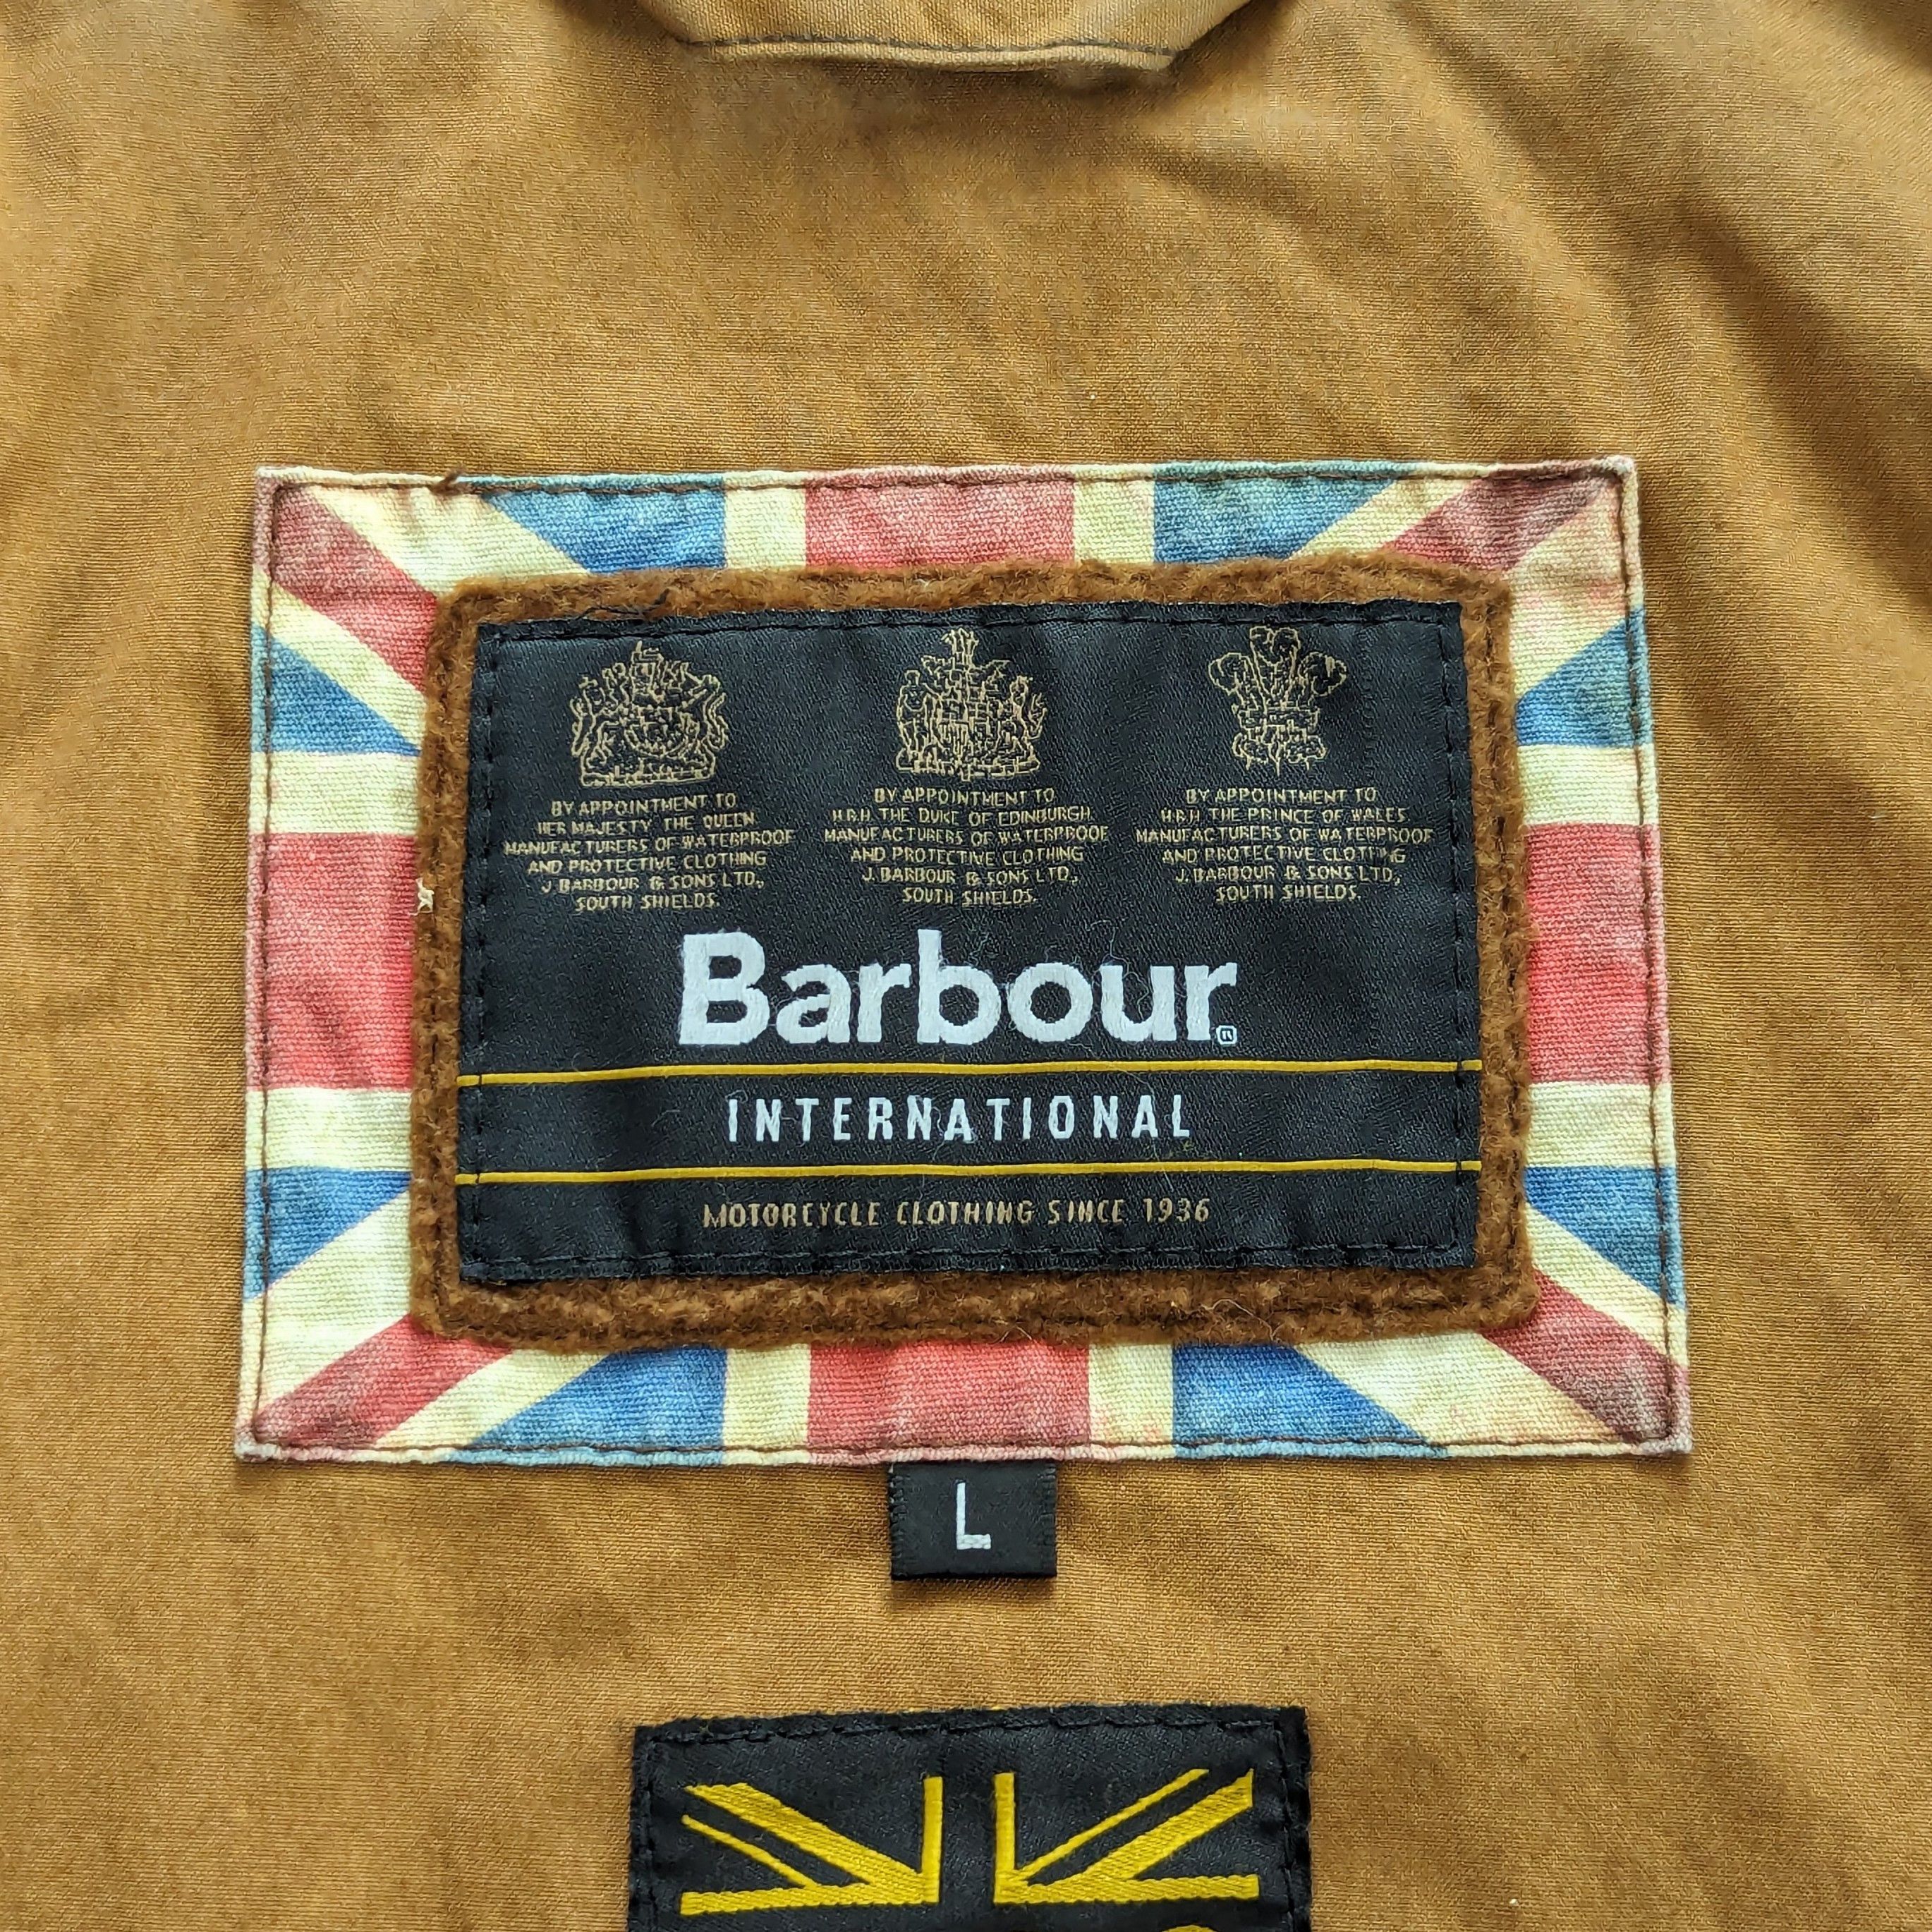 BY APPOINTMENT TO
HER MAJESTY THE QUEEN
MANUFACTURERS OF WATERPROOF
AND PROTECTIVE CLOTHING
J. BARBOUR & SONS LTD.,
SOUTH SHIELDS.
BY APPOINTMENT TO
H.R.H. THE DUKE OF EDINBURGH
MANUFACTURERS OF WATERPROOF
AND PROTECTIVE CLOTHING
J. BARBOUR & SONS LTD.,
SOUTH SHIELDS.
BY APPOINTMENT TO
H.R.H. THE PRINCE OF WALES
MANUFACTURERS OF WATERPROOF
AND PROTECTIVE CLOTHING
J. BARBOUR & SONS LTD.,
SOUTH SHIELDS.
Barbour®
INTERNATIONAL
MOTORCYCLE CLOTHING SINCE 1936
L